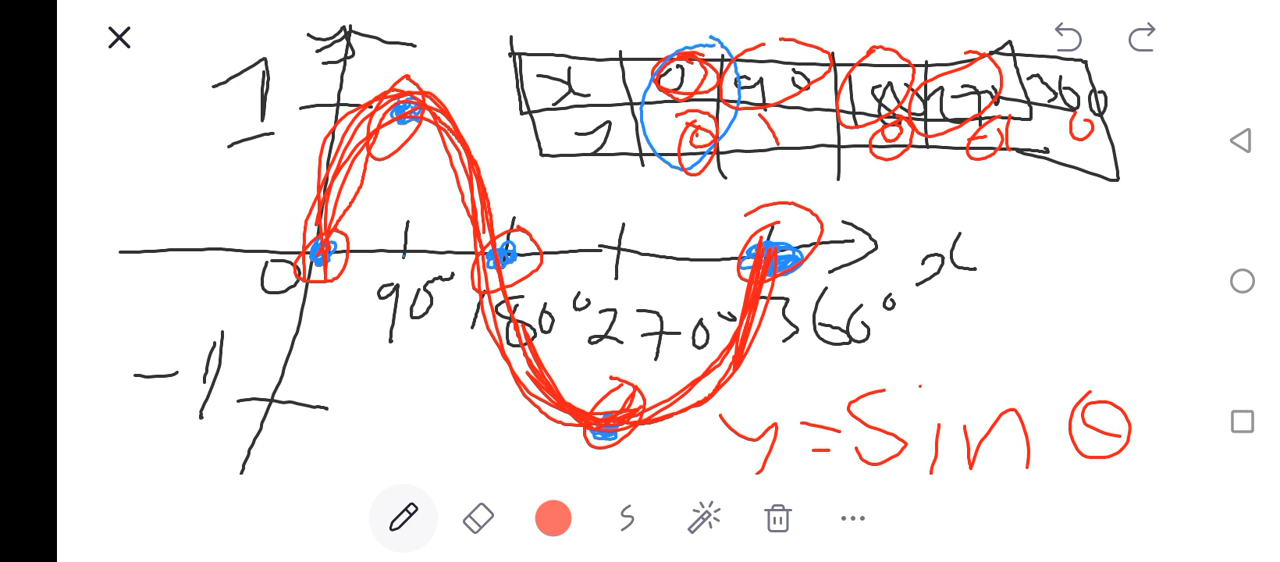 y
1
x 0 90 180 270 360
y 0 1 0 -1 0
0 90° 180° 270° 360° x
-1
y = sin θ